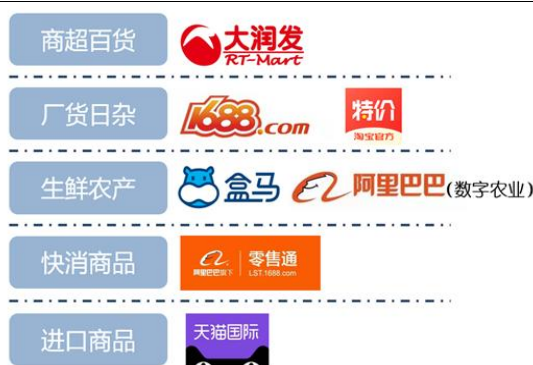 商超百货
大润发
RT-Mart
厂货日杂
1688.com
特价
淘宝官方
生鲜农产
盒马
阿里巴巴(数字农业)
快消商品
阿里巴巴旗下
零售通
LST.1688.com
进口商品
天猫国际